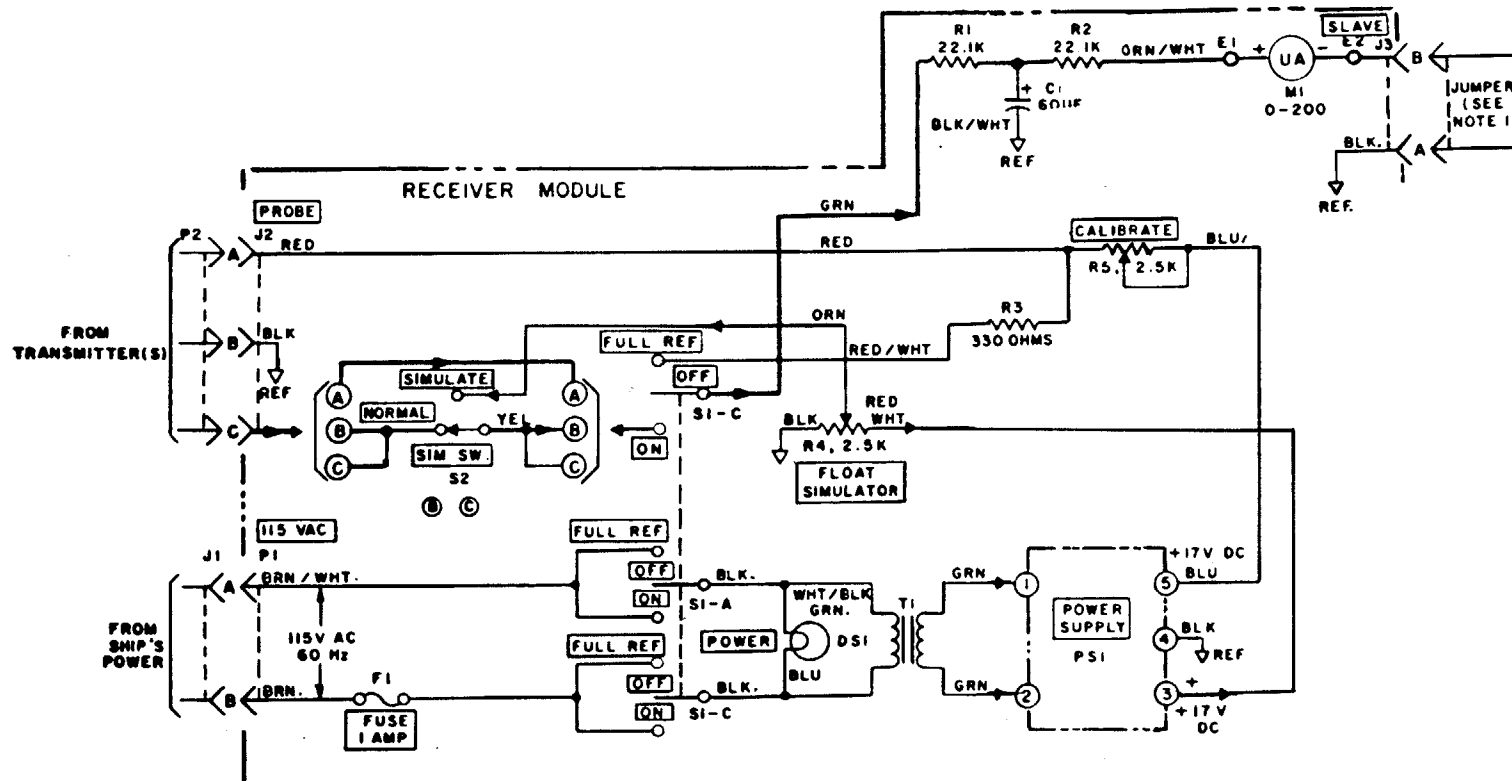 R1
22.1K
R2
22.1K
ORN/WHT
E1
+
UA
-
SLAVE
E2
J3
B
M1
0-200
+
C1
60UF
BLK/WHT
REF
JUMPER
(SEE
NOTE 1
BLK.
A
REF.
RECEIVER MODULE
PROBE
GRN
P2
A
J2
RED
RED
CALIBRATE
BLU/
R5, 2.5K
FROM
TRANSMITTER(S)
B
BLK
REF
ORN
R3
330 OHMS
FULL REF
RED/WHT
SIMULATE
OFF
A
A
S1-C
NORMAL
YEL
C
B
B
SIM SW.
S2
C
C
ON
BLK
RED
WHT
R4, 2.5K
FLOAT
SIMULATOR
B C
115 VAC
J1 P1
FULL REF
A
BRN/WHT.
OFF
BLK.
S1-A
ON
FROM
SHIP'S
POWER
115V AC
60 Hz
FULL REF
POWER
WHT/BLK
GRN.
DS1
BLU
T1
GRN
1
POWER
SUPPLY
PS1
+17V DC
5
BLU
4
BLK
REF
B
BRN.
F1
FUSE
1 AMP
OFF
BLK.
S1-C
ON
GRN
2
3
+
+17V
DC